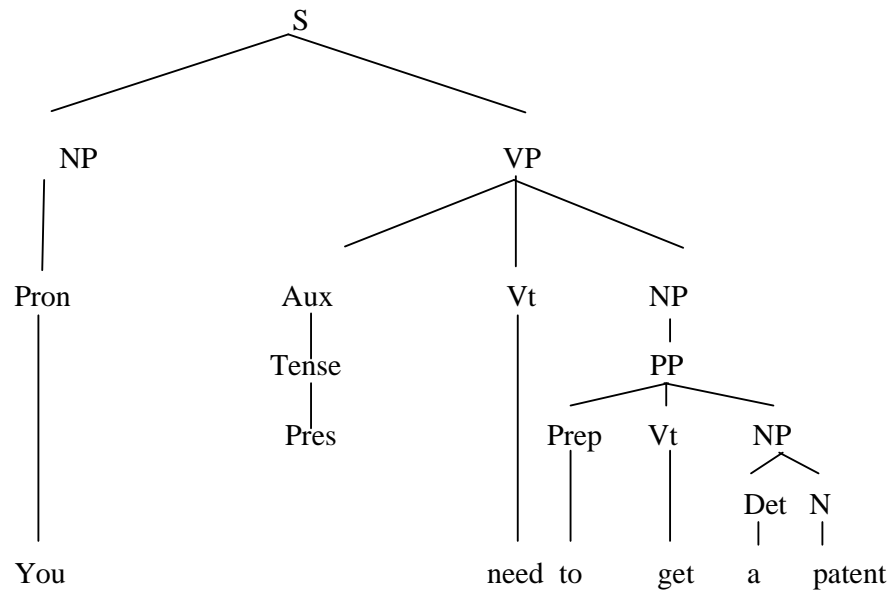 S
NP VP
Pron Aux Vt NP
Tense PP
Pres Prep Vt NP
Det N
You need to get a patent